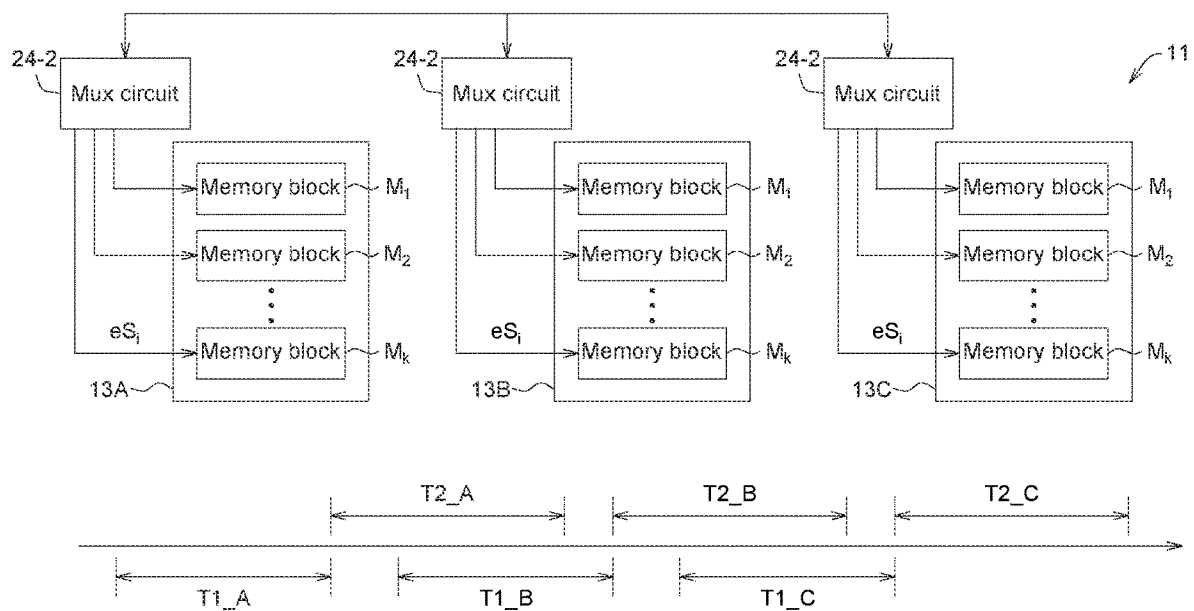 11
24-2 24-2 24-2
Mux circuit Mux circuit Mux circuit
Memory block M1 Memory block M1 Memory block M1
Memory block M2 Memory block M2 Memory block M2
eSi Memory block Mk eSi Memory block Mk eSi Memory block Mk
13A 13B 13C
T2_A T2_B T2_C
T1_A T1_B T1_C